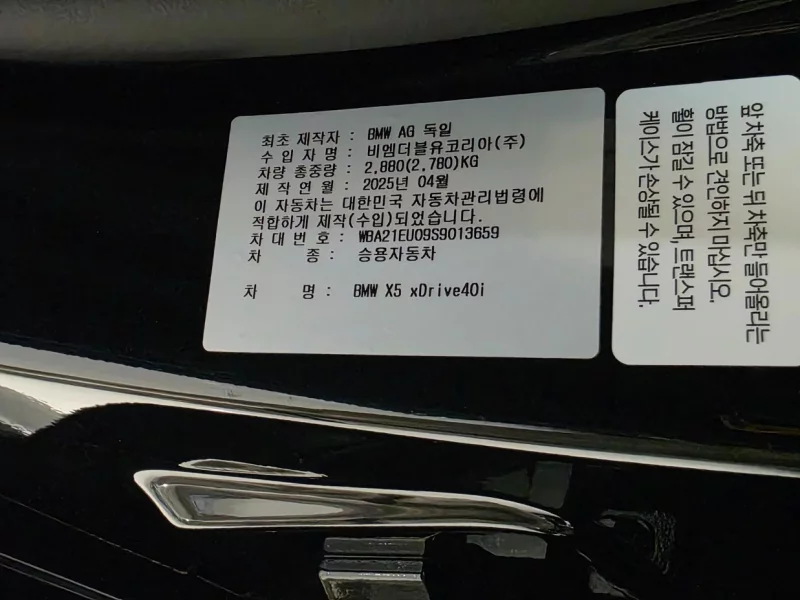 최초 제작자 : BMW AG 독일
수 입 자 명 : 비엠더블유코리아(주)
차량 총중량 : 2,880(2,780)KG
제 작 연 월 : 2025년 04월
이 자동차는 대한민국 자동차관리법령에
적합하게 제작(수입)되었습니다.
차 대 번 호 : WBA21EU09S9013659
차 종 : 승용자동차
차 명 : BMW X5 xDrive40i
앞 차축 또는 뒤 차축만 들어올리는
방법으로 견인하지 마십시오.
휠이 잠길 수 있으며, 트랜스퍼
케이스가 손상될 수 있습니다.